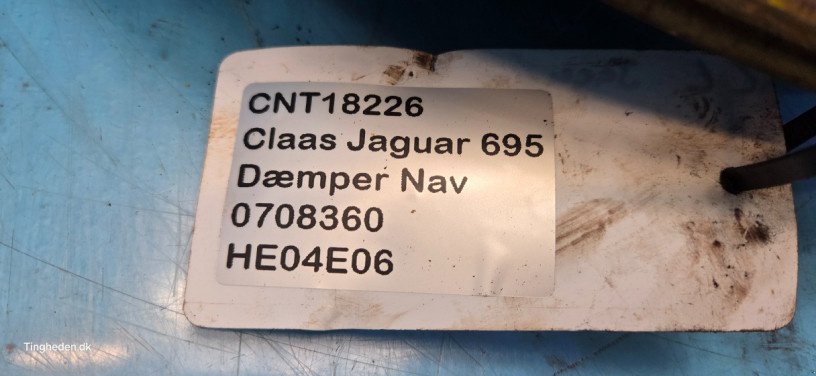 CNT18226
Claas Jaguar 695
Dæmper Nav
0708360
HE04E06
Tingheden.dk